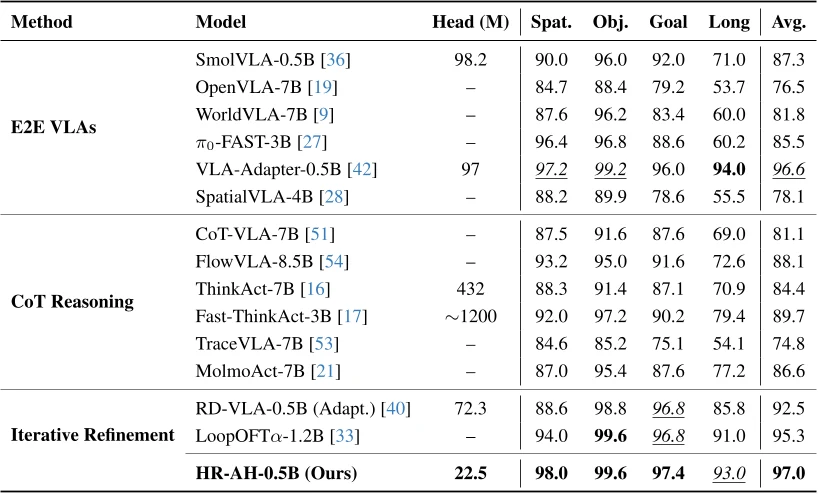 Method Model Head (M) Spat. Obj. Goal Long Avg.
SmolVLA-0.5B [36] 98.2 90.0 96.0 92.0 71.0 87.3
OpenVLA-7B [19] – 84.7 88.4 79.2 53.7 76.5
WorldVLA-7B [9] – 87.6 96.2 83.4 60.0 81.8
E2E VLAs
π0-FAST-3B [27] – 96.4 96.8 88.6 60.2 85.5
VLA-Adapter-0.5B [42] 97 97.2 99.2 96.0 94.0 96.6
SpatialVLA-4B [28] – 88.2 89.9 78.6 55.5 78.1
CoT-VLA-7B [51] – 87.5 91.6 87.6 69.0 81.1
FlowVLA-8.5B [54] – 93.2 95.0 91.6 72.6 88.1
ThinkAct-7B [16] 432 88.3 91.4 87.1 70.9 84.4
CoT Reasoning
Fast-ThinkAct-3B [17] ~1200 92.0 97.2 90.2 79.4 89.7
TraceVLA-7B [53] – 84.6 85.2 75.1 54.1 74.8
MolmoAct-7B [21] – 87.0 95.4 87.6 77.2 86.6
RD-VLA-0.5B (Adapt.) [40] 72.3 88.6 98.8 96.8 85.8 92.5
Iterative Refinement LoopOFTα-1.2B [33] – 94.0 99.6 96.8 91.0 95.3
HR-AH-0.5B (Ours) 22.5 98.0 99.6 97.4 93.0 97.0